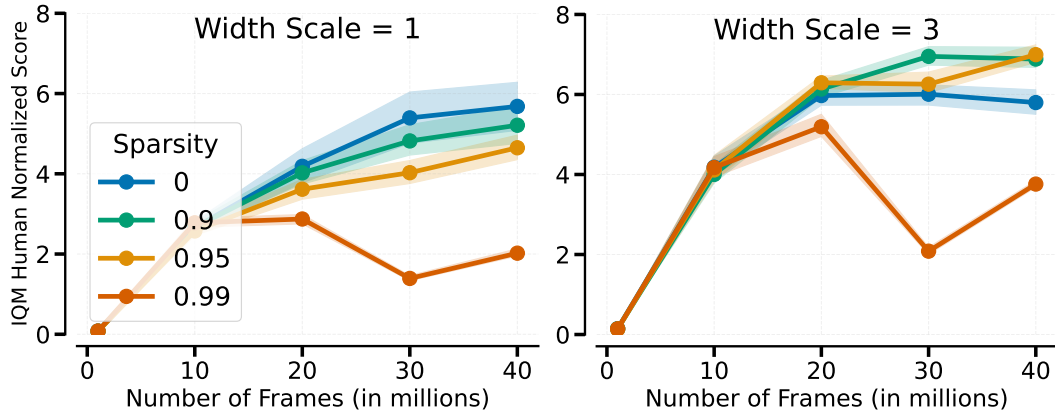 Width Scale = 1
IQM Human Normalized Score
8
6
4
2
0
Sparsity
0
0.9
0.95
0.99
0 10 20 30 40
Number of Frames (in millions)
Width Scale = 3
8
6
4
2
0
0 10 20 30 40
Number of Frames (in millions)